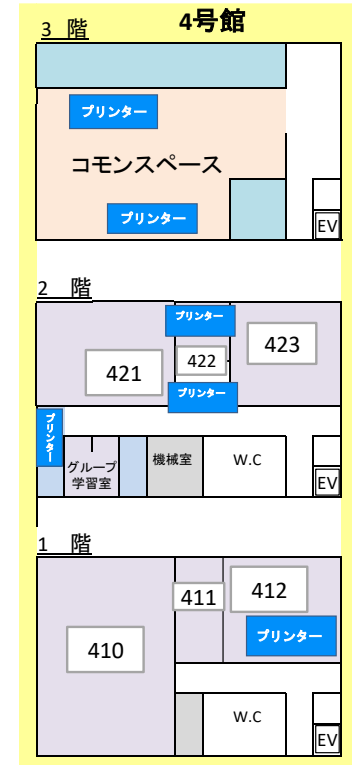 4号館
3 階
プリンター
コモンスペース
プリンター
EV
2 階
プリンター
423
422
421
プリンター
プリンター
グループ
学習室
機械室
W.C
EV
1 階
411
412
プリンター
410
W.C
EV